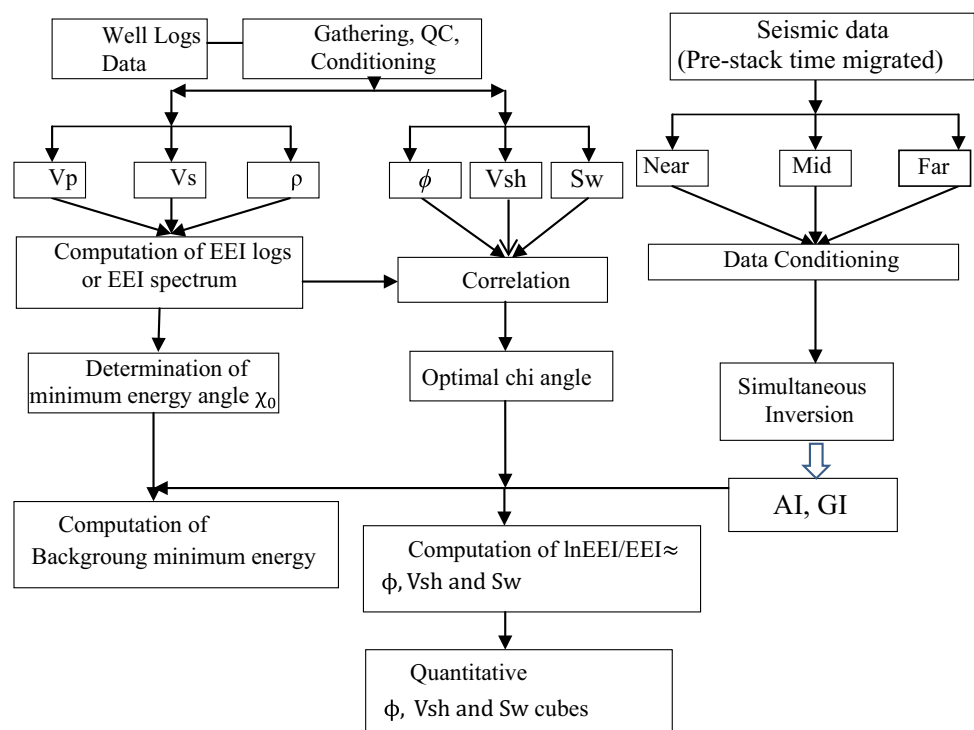 Well Logs
Data
Gathering, QC,
Conditioning
Seismic data
(Pre-stack time migrated)
Vp
Vs
ρ
ϕ
Vsh
Sw
Near
Mid
Far
Computation of EEI logs
or EEI spectrum
Correlation
Data Conditioning
Determination of
minimum energy angle χ₀
Optimal chi angle
Simultaneous
Inversion
AI, GI
Computation of
Backgroung minimum energy
Computation of lnEEI/EEI≈
ϕ, Vsh and Sw
Quantitative
ϕ, Vsh and Sw cubes